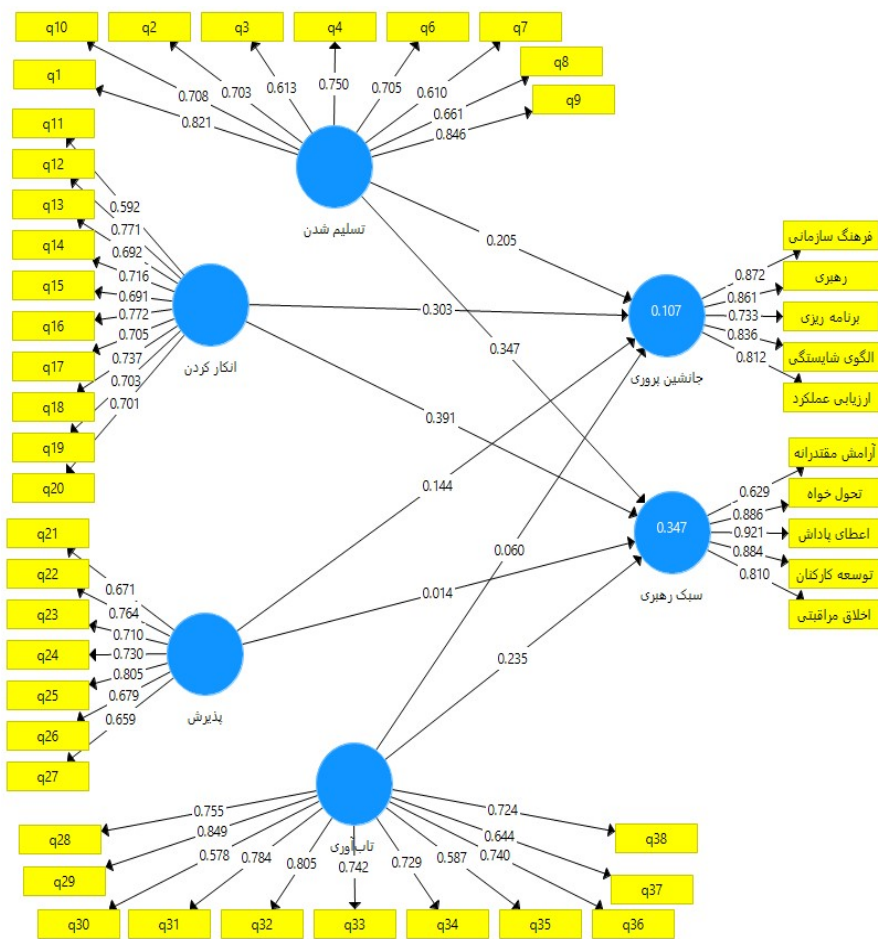 q10
q2
q3
q4
q6
q7
q8
q9
q1
0.708
0.703
0.613
0.750
0.705
0.610
0.661
0.846
0.821
تسلیم شدن
q11
q12
q13
q14
q15
q16
q17
q18
q19
q20
0.592
0.771
0.692
0.716
0.691
0.772
0.705
0.737
0.703
0.701
انکار کردن
0.205
0.303
0.347
0.391
0.144
0.060
0.014
0.235
0.107
جانشین پروری
0.872
0.861
0.733
0.836
0.812
فرهنگ سازمانی
رهبری
برنامه ریزی
الگوی شایستگی
ارزیابی عملکرد
0.347
سبک رهبری
0.629
0.886
0.921
0.884
0.810
آرامش مقتدرانه
تحول خواه
اعطای پاداش
توسعه کارکنان
اخلاق مراقبتی
q21
q22
q23
q24
q25
q26
q27
0.671
0.764
0.710
0.730
0.805
0.679
0.659
پذیرش
تاب‌آوری
0.755
0.849
0.578
0.784
0.805
0.742
0.729
0.587
0.740
0.644
0.724
q28
q29
q30
q31
q32
q33
q34
q35
q36
q37
q38